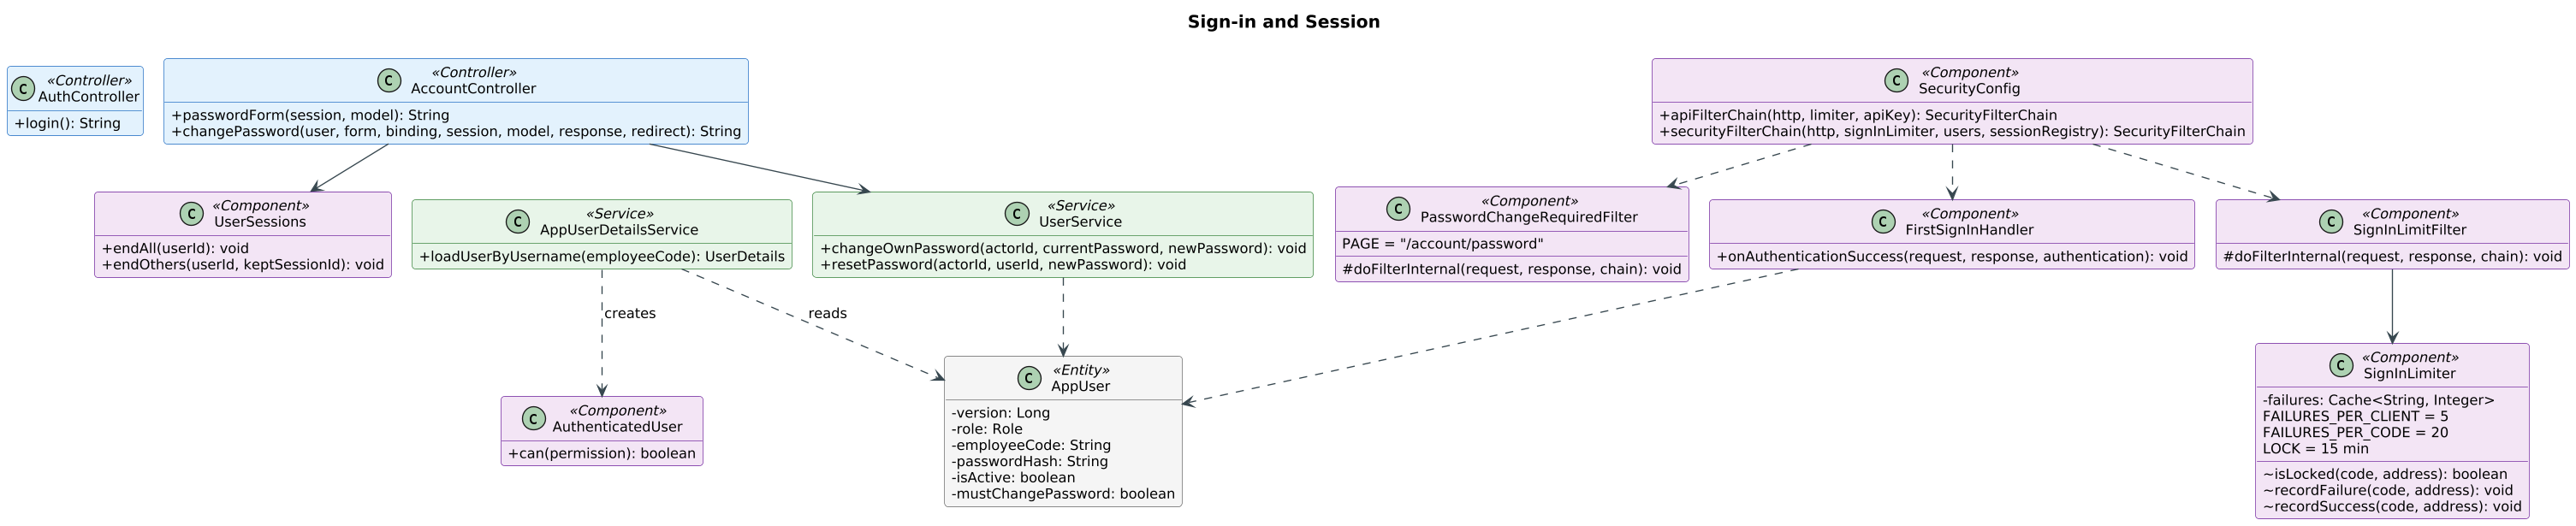 Sign-in and Session
C
«Controller»
AuthController
+login(): String
C
«Controller»
AccountController
+passwordForm(session, model): String
+changePassword(user, form, binding, session, model, response, redirect): String
C
«Component»
SecurityConfig
+apiFilterChain(http, limiter, apiKey): SecurityFilterChain
+securityFilterChain(http, signInLimiter, users, sessionRegistry): SecurityFilterChain
C
«Component»
UserSessions
+endAll(userId): void
+endOthers(userId, keptSessionId): void
C
«Service»
AppUserDetailsService
+loadUserByUsername(employeeCode): UserDetails
C
«Service»
UserService
+changeOwnPassword(actorId, currentPassword, newPassword): void
+resetPassword(actorId, userId, newPassword): void
C
«Component»
PasswordChangeRequiredFilter
PAGE = "/account/password"
#doFilterInternal(request, response, chain): void
C
«Component»
FirstSignInHandler
+onAuthenticationSuccess(request, response, authentication): void
C
«Component»
SignInLimitFilter
#doFilterInternal(request, response, chain): void
creates
reads
C
«Component»
AuthenticatedUser
+can(permission): boolean
C
«Entity»
AppUser
-version: Long
-role: Role
-employeeCode: String
-passwordHash: String
-isActive: boolean
-mustChangePassword: boolean
C
«Component»
SignInLimiter
-failures: Cache<String, Integer>
FAILURES_PER_CLIENT = 5
FAILURES_PER_CODE = 20
LOCK = 15 min
~isLocked(code, address): boolean
~recordFailure(code, address): void
~recordSuccess(code, address): void